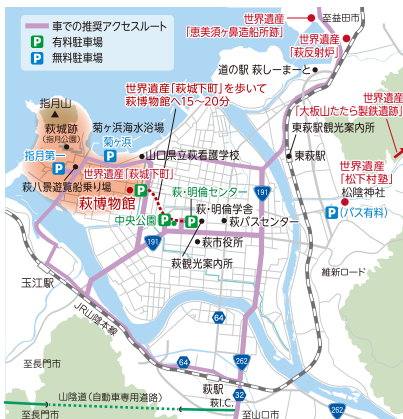 車での推奨アクセスルート
P 有料駐車場
P 無料駐車場
至益田市
世界遺産
「恵美須ヶ鼻造船所跡」
世界遺産
「萩反射炉」
道の駅 萩しーまーと
世界遺産「萩城下町」を歩いて
萩博物館へ15〜20分
世界遺産
「大板山たたら製鉄遺跡」
指月山
萩城跡
(指月公園)
菊ヶ浜海水浴場
菊ヶ浜
P
指月第一
P
山口県立萩看護学校
東萩駅観光案内所
東萩駅
萩八景遊覧船乗り場
世界遺産「萩城下町」
萩博物館
P
萩・明倫センター
191
世界遺産
「松下村塾」
松陰神社
P
(バス有料)
中央公園
P
P
萩・明倫学舎
萩バスセンター
191
萩市役所
萩観光案内所
維新ロード
玉江駅
JR山陰本線
64
64
262
至長門市
萩駅
32
山陰道(自動車専用道路)
萩I.C.
至長門市
至山口市
262